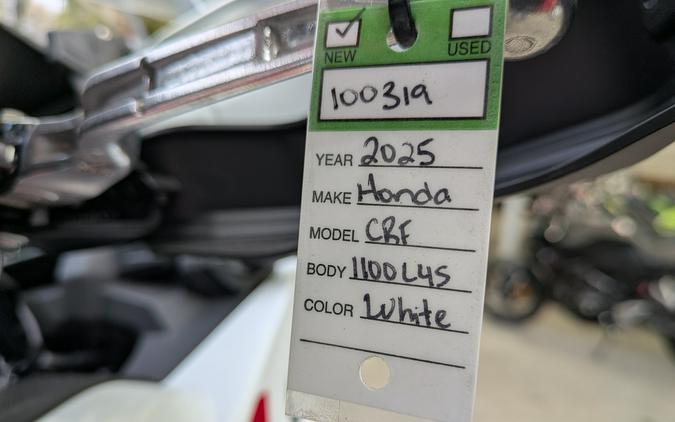 NEW USED
100319
YEAR 2025
MAKE Honda
MODEL CRF
BODY 1100L4S
COLOR White